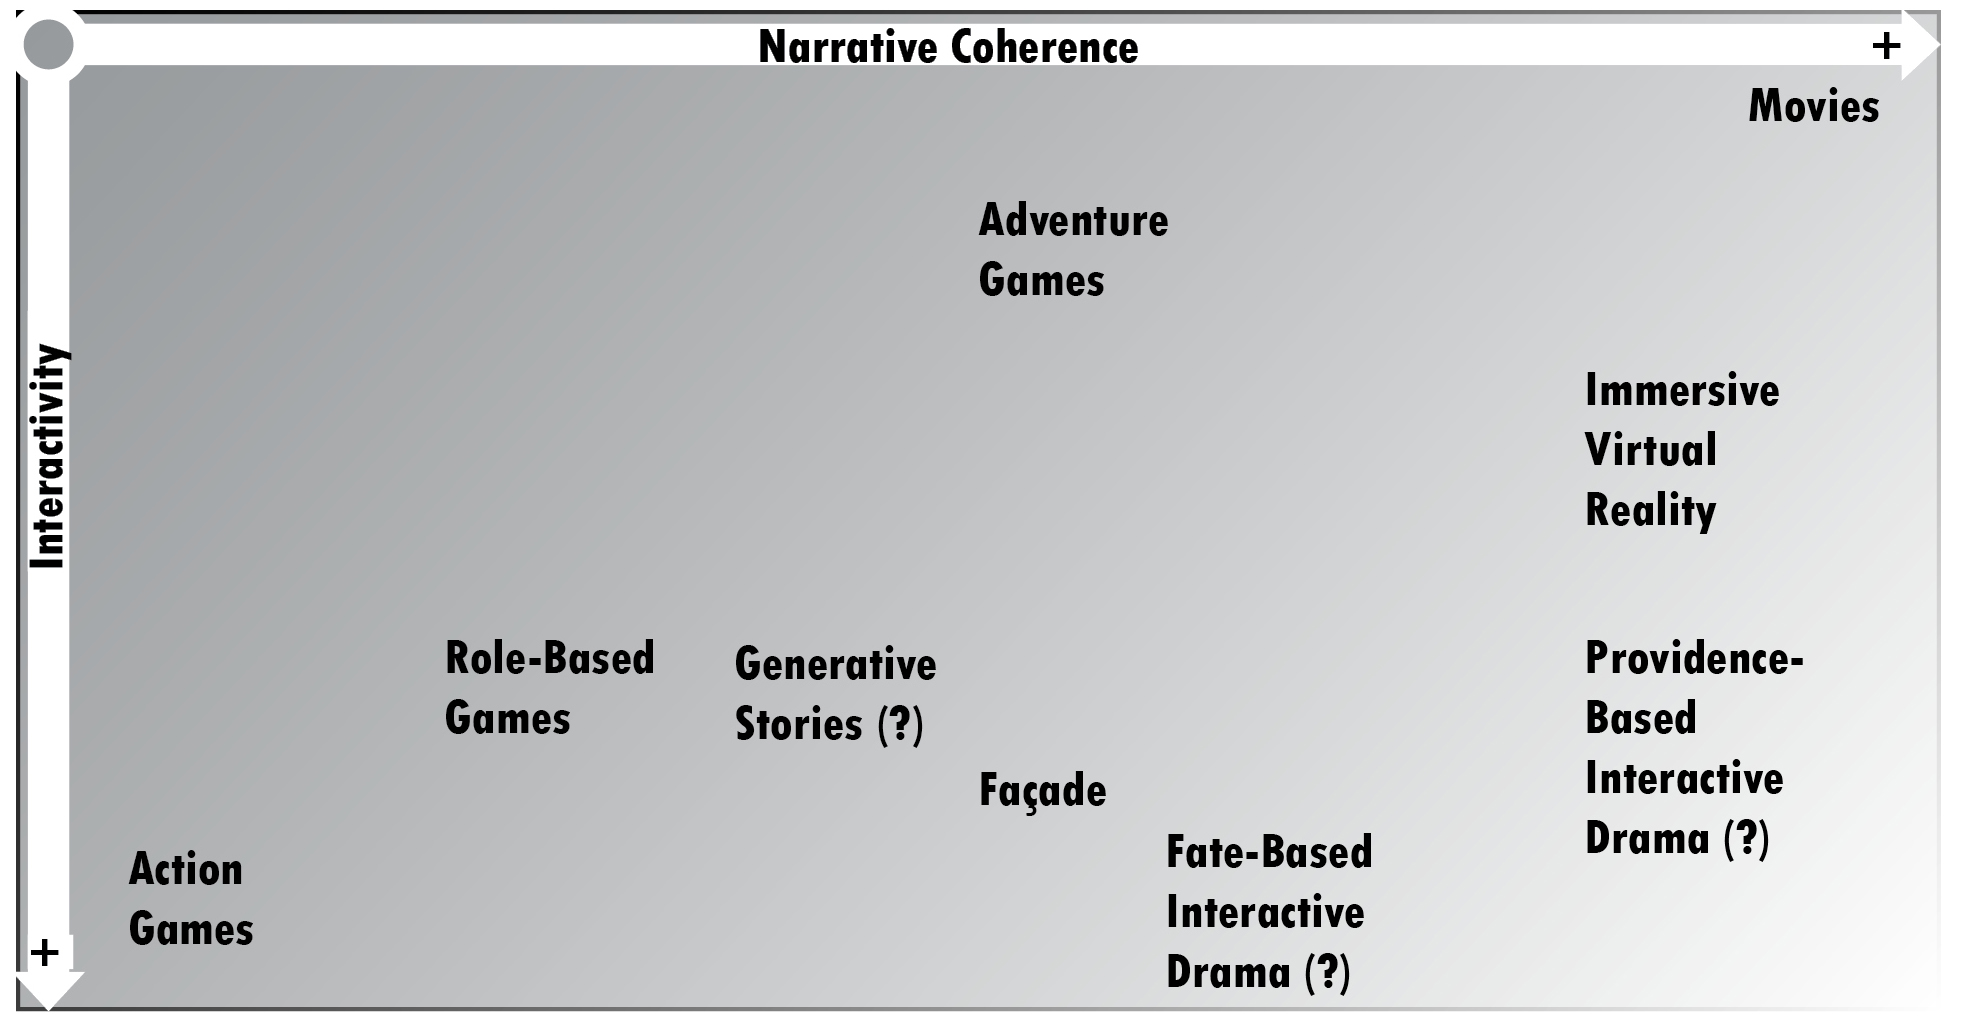 Narrative Coherence +
Movies
Adventure
Games
Interactivity
Immersive
Virtual
Reality
Role-Based
Games
Generative
Stories (?)
Providence-
Based
Interactive
Drama (?)
Façade
Fate-Based
Interactive
Drama (?)
Action
Games
+